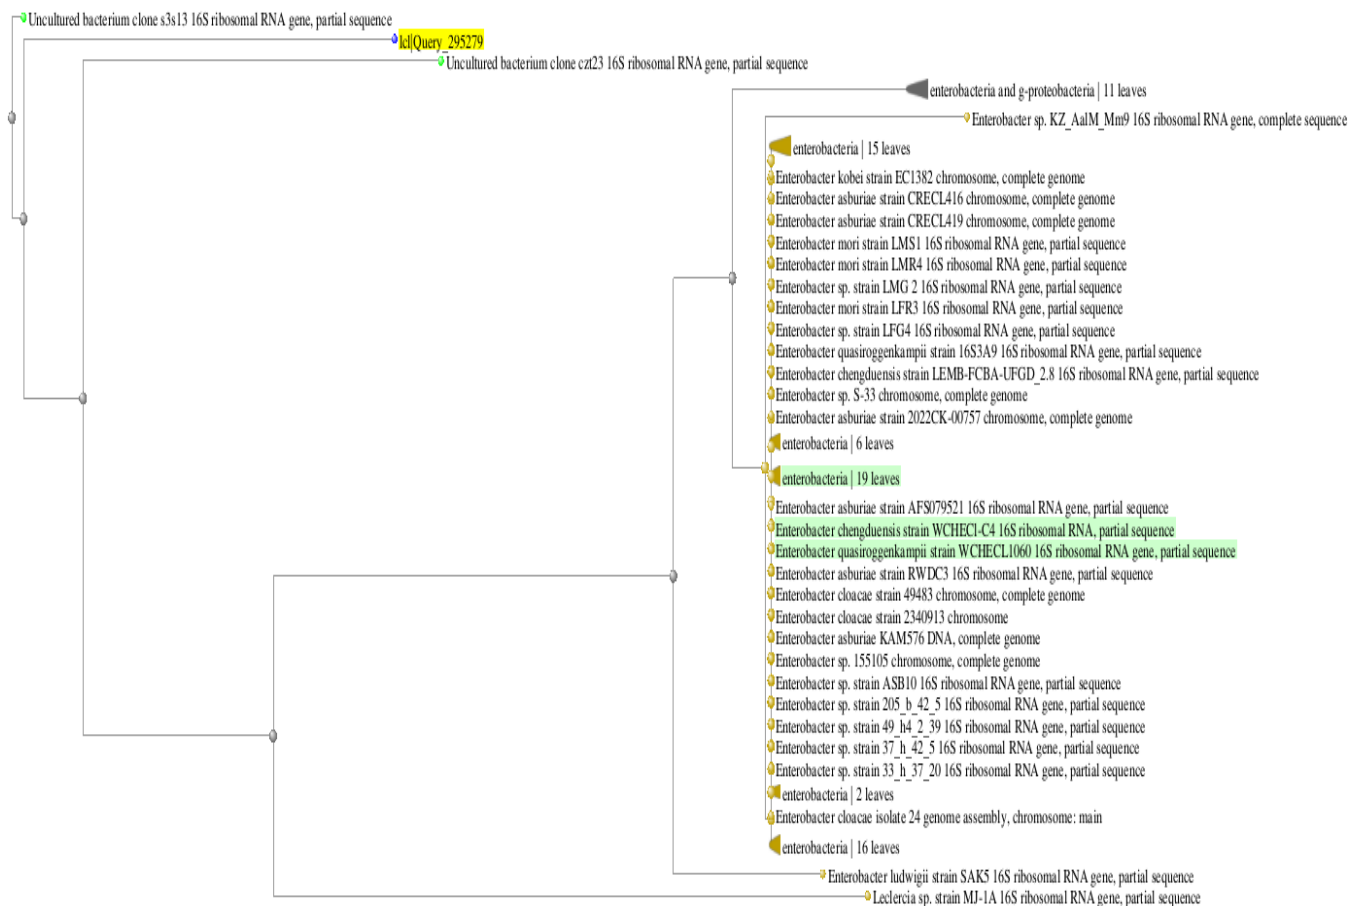 Uncultured bacterium clone s3s13 16S ribosomal RNA gene, partial sequence
lcl|Query_295279
Uncultured bacterium clone czt23 16S ribosomal RNA gene, partial sequence
enterobacteria and g-proteobacteria | 11 leaves
Enterobacter sp. KZ_AalM_Mm9 16S ribosomal RNA gene, complete sequence
enterobacteria | 15 leaves
Enterobacter kobei strain EC1382 chromosome, complete genome
Enterobacter asburiae strain CRECL416 chromosome, complete genome
Enterobacter asburiae strain CRECL419 chromosome, complete genome
Enterobacter mori strain LMS1 16S ribosomal RNA gene, partial sequence
Enterobacter mori strain LMR4 16S ribosomal RNA gene, partial sequence
Enterobacter sp. strain LMG 2 16S ribosomal RNA gene, partial sequence
Enterobacter mori strain LFR3 16S ribosomal RNA gene, partial sequence
Enterobacter sp. strain LFG4 16S ribosomal RNA gene, partial sequence
Enterobacter quasiroggenkampii strain 16S3A9 16S ribosomal RNA gene, partial sequence
Enterobacter chengduensis strain LEMB-FCBA-UFGD_2.8 16S ribosomal RNA gene, partial sequence
Enterobacter sp. S-33 chromosome, complete genome
Enterobacter asburiae strain 2022CK-00757 chromosome, complete genome
enterobacteria | 6 leaves
enterobacteria | 19 leaves
Enterobacter asburiae strain AFS079521 16S ribosomal RNA gene, partial sequence
Enterobacter chengduensis strain WCHECl-C4 16S ribosomal RNA, partial sequence
Enterobacter quasiroggenkampii strain WCHECL1060 16S ribosomal RNA gene, partial sequence
Enterobacter asburiae strain RWDC3 16S ribosomal RNA gene, partial sequence
Enterobacter cloacae strain 49483 chromosome, complete genome
Enterobacter cloacae strain 2340913 chromosome
Enterobacter asburiae KAM576 DNA, complete genome
Enterobacter sp. 155105 chromosome, complete genome
Enterobacter sp. strain ASB10 16S ribosomal RNA gene, partial sequence
Enterobacter sp. strain 205_b_42_5 16S ribosomal RNA gene, partial sequence
Enterobacter sp. strain 49_h4_2_39 16S ribosomal RNA gene, partial sequence
Enterobacter sp. strain 37_h_42_5 16S ribosomal RNA gene, partial sequence
Enterobacter sp. strain 33_h_37_20 16S ribosomal RNA gene, partial sequence
enterobacteria | 2 leaves
Enterobacter cloacae isolate 24 genome assembly, chromosome: main
enterobacteria | 16 leaves
Enterobacter ludwigii strain SAK5 16S ribosomal RNA gene, partial sequence
Leclercia sp. strain MJ-1A 16S ribosomal RNA gene, partial sequence